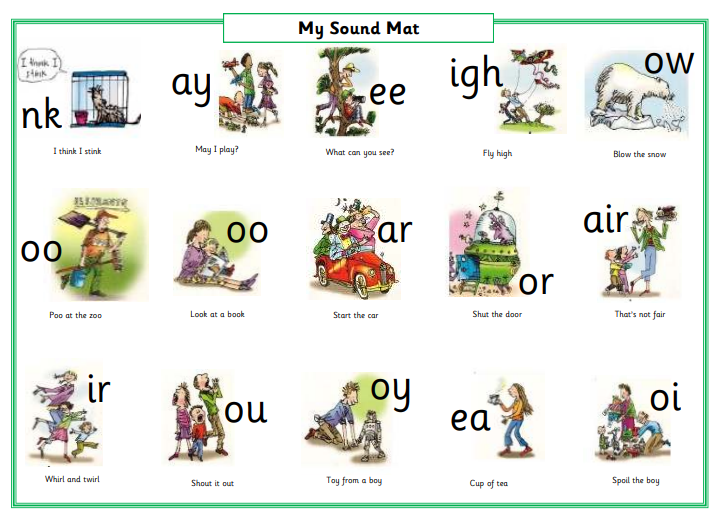 My Sound Mat
I think I
stink
nk
ay
ee
igh
ow
I think I stink
May I play?
What can you see?
Fly high
Blow the snow
ELEPHANTS
oo
oo
ar
or
air
Poo at the zoo
Look at a book
Start the car
Shut the door
That's not fair
ir
ou
oy
ea
oi
Whirl and twirl
Shout it out
Toy from a boy
Cup of tea
Spoil the boy